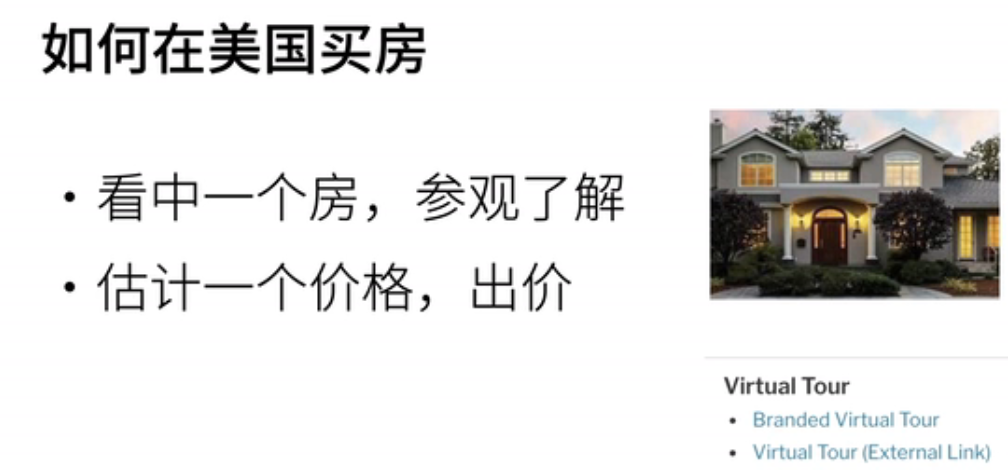 如何在美国买房
• 看中一个房，参观了解
• 估计一个价格，出价
Virtual Tour
• Branded Virtual Tour
• Virtual Tour (External Link)